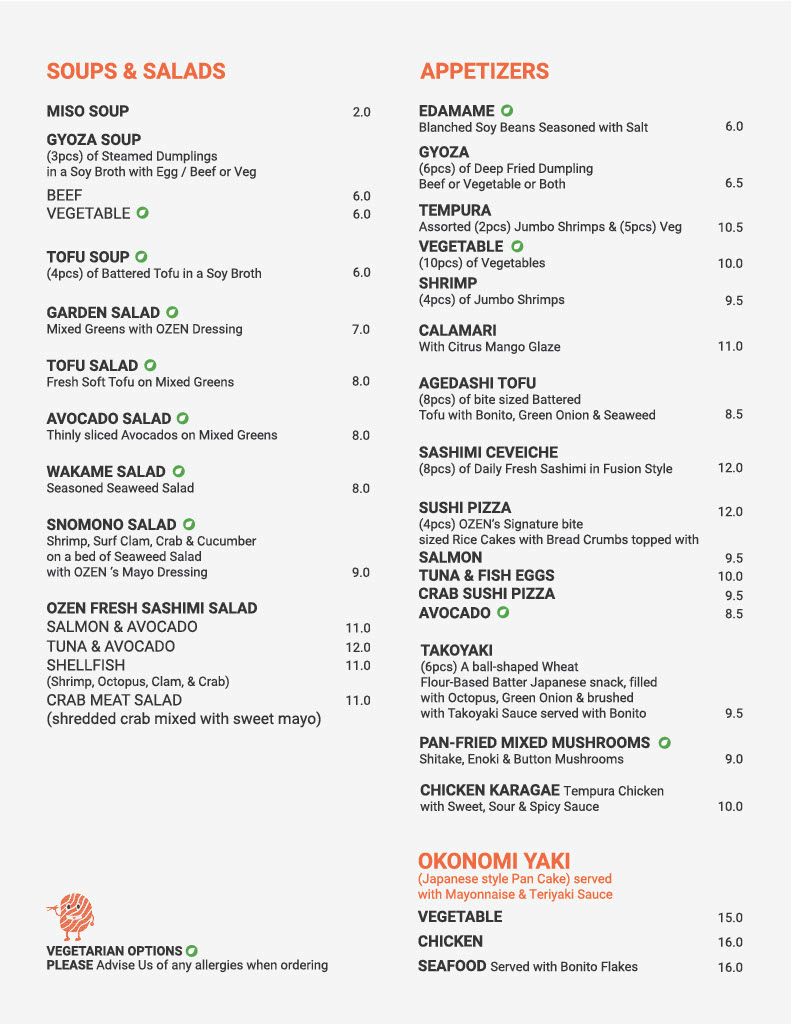 SOUPS & SALADS
MISO SOUP 2.0
GYOZA SOUP
(3pcs) of Steamed Dumplings
in a Soy Broth with Egg / Beef or Veg
BEEF 6.0
VEGETABLE 6.0
TOFU SOUP
(4pcs) of Battered Tofu in a Soy Broth 6.0
GARDEN SALAD
Mixed Greens with OZEN Dressing 7.0
TOFU SALAD
Fresh Soft Tofu on Mixed Greens 8.0
AVOCADO SALAD
Thinly sliced Avocados on Mixed Greens 8.0
WAKAME SALAD
Seasoned Seaweed Salad 8.0
SNOMONO SALAD
Shrimp, Surf Clam, Crab & Cucumber
on a bed of Seaweed Salad
with OZEN ‘s Mayo Dressing 9.0
OZEN FRESH SASHIMI SALAD
SALMON & AVOCADO 11.0
TUNA & AVOCADO 12.0
SHELLFISH 11.0
(Shrimp, Octopus, Clam, & Crab)
CRAB MEAT SALAD 11.0
(shredded crab mixed with sweet mayo)
VEGETARIAN OPTIONS
PLEASE Advise Us of any allergies when ordering
APPETIZERS
EDAMAME
Blanched Soy Beans Seasoned with Salt 6.0
GYOZA
(6pcs) of Deep Fried Dumpling
Beef or Vegetable or Both 6.5
TEMPURA
Assorted (2pcs) Jumbo Shrimps & (5pcs) Veg 10.5
VEGETABLE
(10pcs) of Vegetables 10.0
SHRIMP
(4pcs) of Jumbo Shrimps 9.5
CALAMARI
With Citrus Mango Glaze 11.0
AGEDASHI TOFU
(8pcs) of bite sized Battered
Tofu with Bonito, Green Onion & Seaweed 8.5
SASHIMI CEVEICHE
(8pcs) of Daily Fresh Sashimi in Fusion Style 12.0
SUSHI PIZZA 12.0
(4pcs) OZEN’s Signature bite
sized Rice Cakes with Bread Crumbs topped with
SALMON 9.5
TUNA & FISH EGGS 10.0
CRAB SUSHI PIZZA 9.5
AVOCADO 8.5
TAKOYAKI
(6pcs) A ball-shaped Wheat
Flour-Based Batter Japanese snack, filled
with Octopus, Green Onion & brushed
with Takoyaki Sauce served with Bonito 9.5
PAN-FRIED MIXED MUSHROOMS
Shitake, Enoki & Button Mushrooms 9.0
CHICKEN KARAGAE Tempura Chicken
with Sweet, Sour & Spicy Sauce 10.0
OKONOMI YAKI
(Japanese style Pan Cake) served
with Mayonnaise & Teriyaki Sauce
VEGETABLE 15.0
CHICKEN 16.0
SEAFOOD Served with Bonito Flakes 16.0